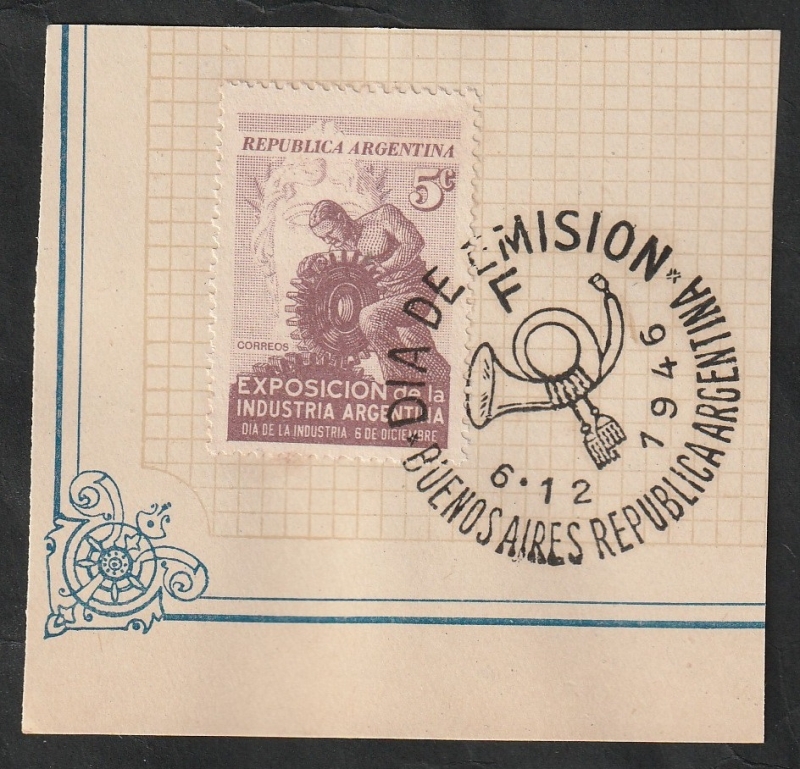 REPUBLICA ARGENTINA
5c
CORREOS
EXPOSICION de la
INDUSTRIA ARGENTINA
DIA DE LA INDUSTRIA 6 DE DICIEMBRE
*DIA DE EMISION*
6·12 1946
BUENOS AIRES REPUBLICA ARGENTINA